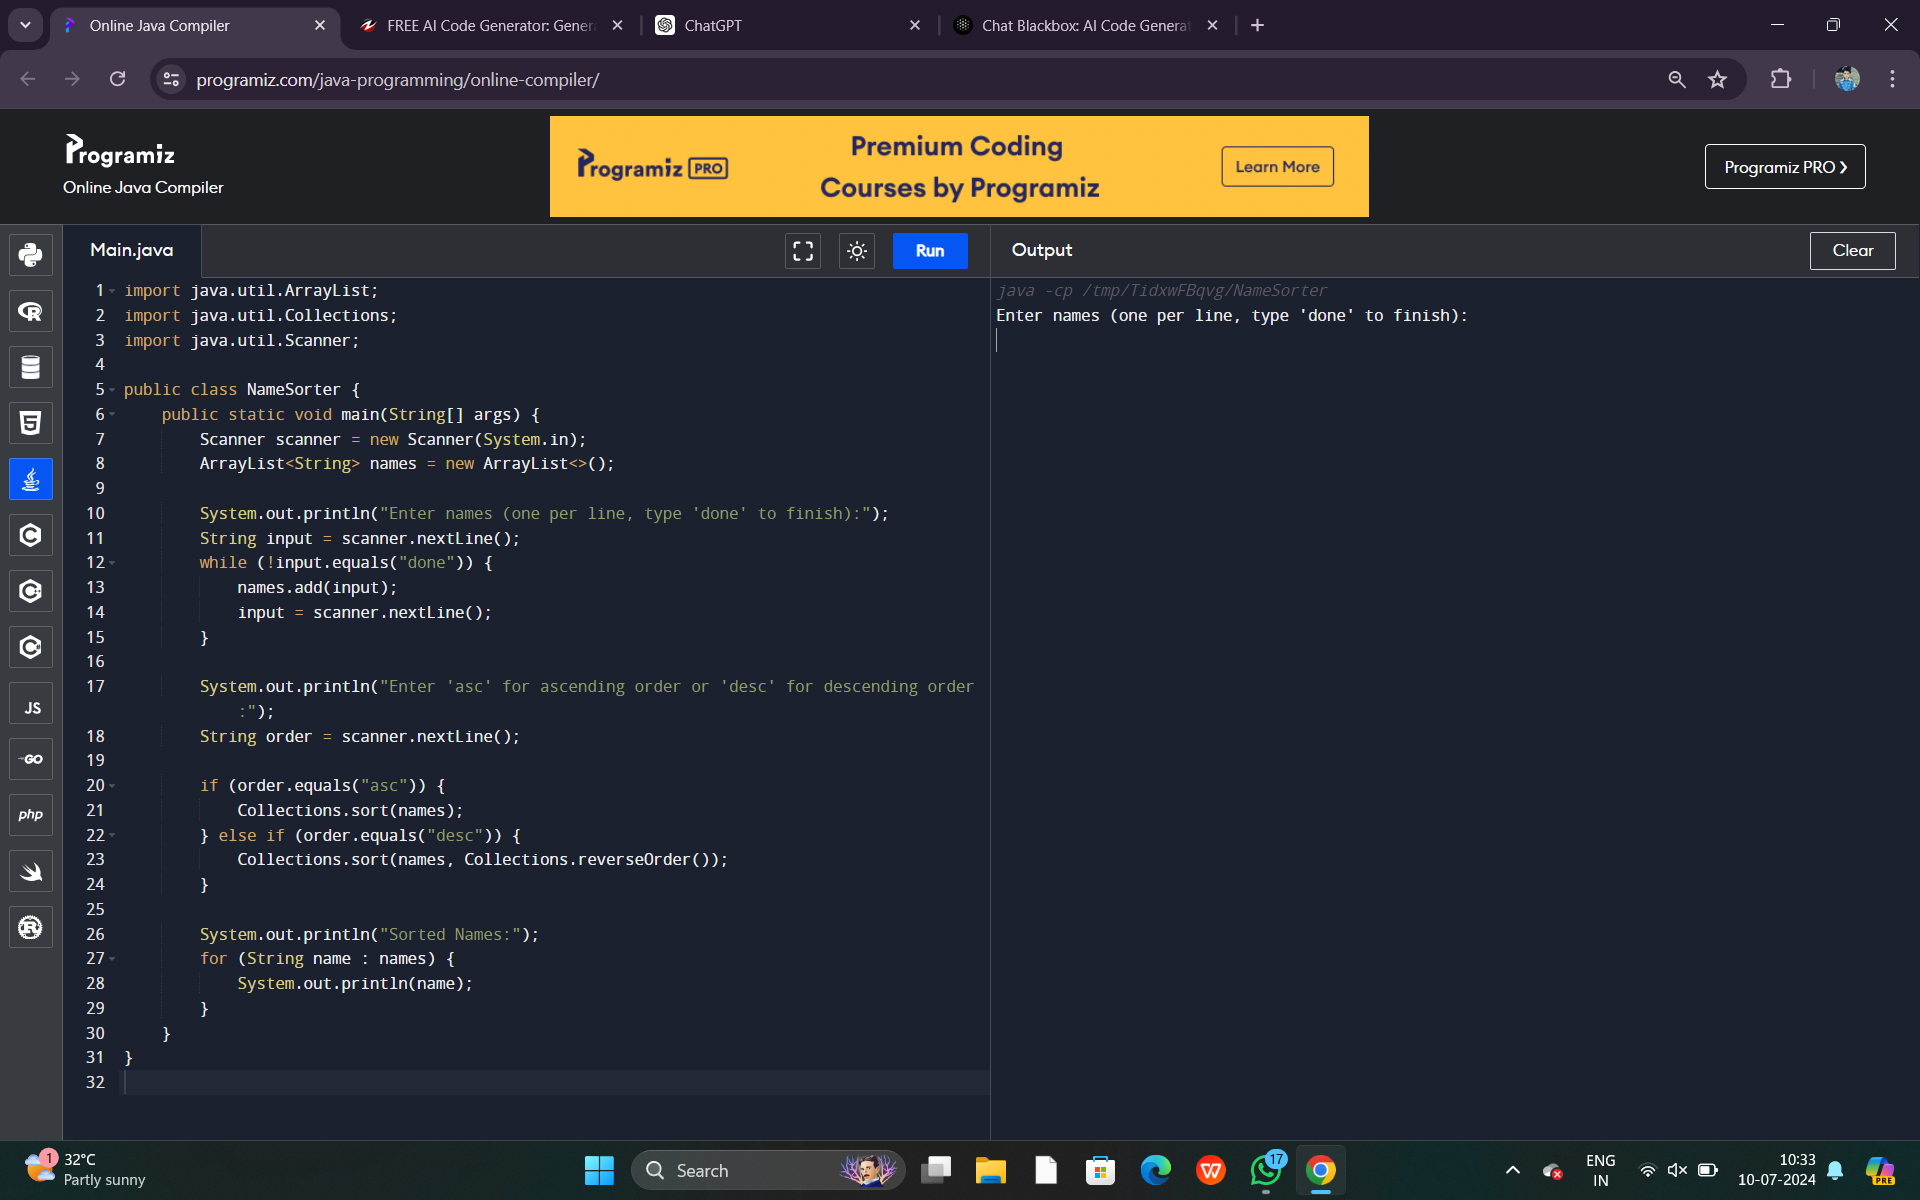 Online Java Compiler
FREE AI Code Generator: Gener
ChatGPT
Chat Blackbox: AI Code Generat
programiz.com/java-programming/online-compiler/
Programiz
Online Java Compiler
Programiz PRO
Premium Coding
Courses by Programiz
Learn More
Programiz PRO
Main.java
Run
Output
Clear
1 import java.util.ArrayList;
2 import java.util.Collections;
3 import java.util.Scanner;
4
5 public class NameSorter {
6 public static void main(String[] args) {
7 Scanner scanner = new Scanner(System.in);
8 ArrayList<String> names = new ArrayList<>();
9
10 System.out.println("Enter names (one per line, type 'done' to finish):");
11 String input = scanner.nextLine();
12 while (!input.equals("done")) {
13 names.add(input);
14 input = scanner.nextLine();
15 }
16
17 System.out.println("Enter 'asc' for ascending order or 'desc' for descending order
:");
18 String order = scanner.nextLine();
19
20 if (order.equals("asc")) {
21 Collections.sort(names);
22 } else if (order.equals("desc")) {
23 Collections.sort(names, Collections.reverseOrder());
24 }
25
26 System.out.println("Sorted Names:");
27 for (String name : names) {
28 System.out.println(name);
29 }
30 }
31 }
32
java -cp /tmp/TidxwFBqvg/NameSorter
Enter names (one per line, type 'done' to finish):
R
5
C
C
C
JS
GO
php
R
1
32°C
Partly sunny
Search
W
17
ENG
IN
10:33
10-07-2024
PRE